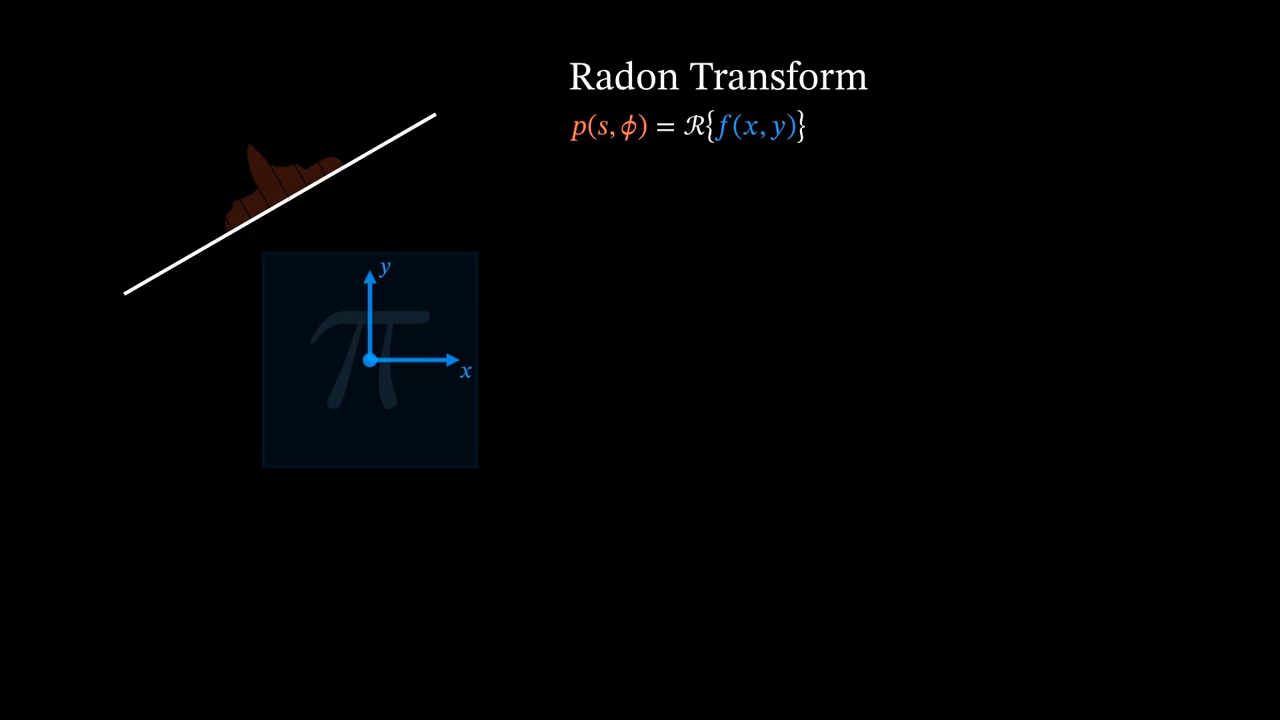 Radon Transform
p(s, ϕ) = ℛ{f(x, y)}
y
π
x